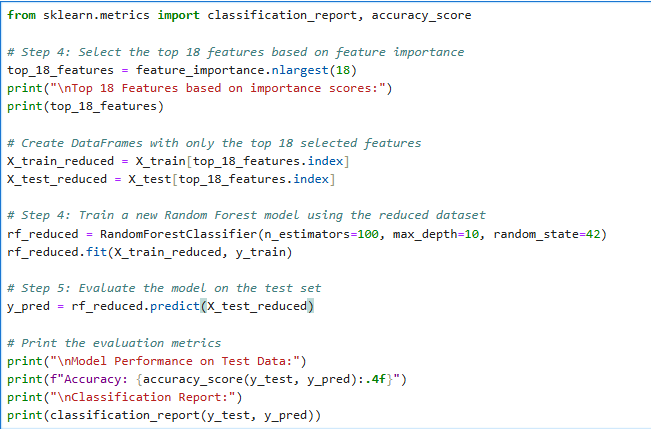 from sklearn.metrics import classification_report, accuracy_score
# Step 4: Select the top 18 features based on feature importance
top_18_features = feature_importance.nlargest(18)
print("\nTop 18 Features based on importance scores:")
print(top_18_features)
# Create DataFrames with only the top 18 selected features
X_train_reduced = X_train[top_18_features.index]
X_test_reduced = X_test[top_18_features.index]
# Step 4: Train a new Random Forest model using the reduced dataset
rf_reduced = RandomForestClassifier(n_estimators=100, max_depth=10, random_state=42)
rf_reduced.fit(X_train_reduced, y_train)
# Step 5: Evaluate the model on the test set
y_pred = rf_reduced.predict(X_test_reduced)
# Print the evaluation metrics
print("\nModel Performance on Test Data:")
print(f"Accuracy: {accuracy_score(y_test, y_pred):.4f}")
print("\nClassification Report:")
print(classification_report(y_test, y_pred))